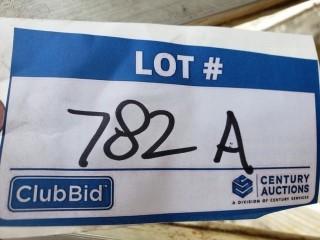 LOT #
782 A
ClubBid
CENTURY
AUCTIONS
A DIVISION OF CENTURY SERVICES